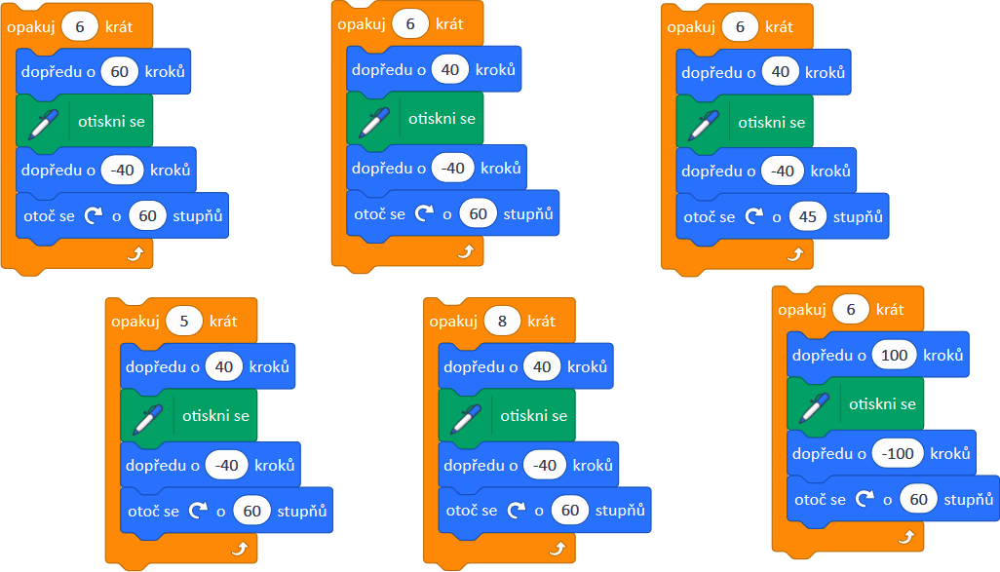 opakuj 6 krát
dopředu o 60 kroků
otiskni se
dopředu o -40 kroků
otoč se o 60 stupňů
opakuj 6 krát
dopředu o 40 kroků
otiskni se
dopředu o -40 kroků
otoč se o 60 stupňů
opakuj 6 krát
dopředu o 40 kroků
otiskni se
dopředu o -40 kroků
otoč se o 45 stupňů
opakuj 5 krát
dopředu o 40 kroků
otiskni se
dopředu o -40 kroků
otoč se o 60 stupňů
opakuj 8 krát
dopředu o 40 kroků
otiskni se
dopředu o -40 kroků
otoč se o 60 stupňů
opakuj 6 krát
dopředu o 100 kroků
otiskni se
dopředu o -100 kroků
otoč se o 60 stupňů